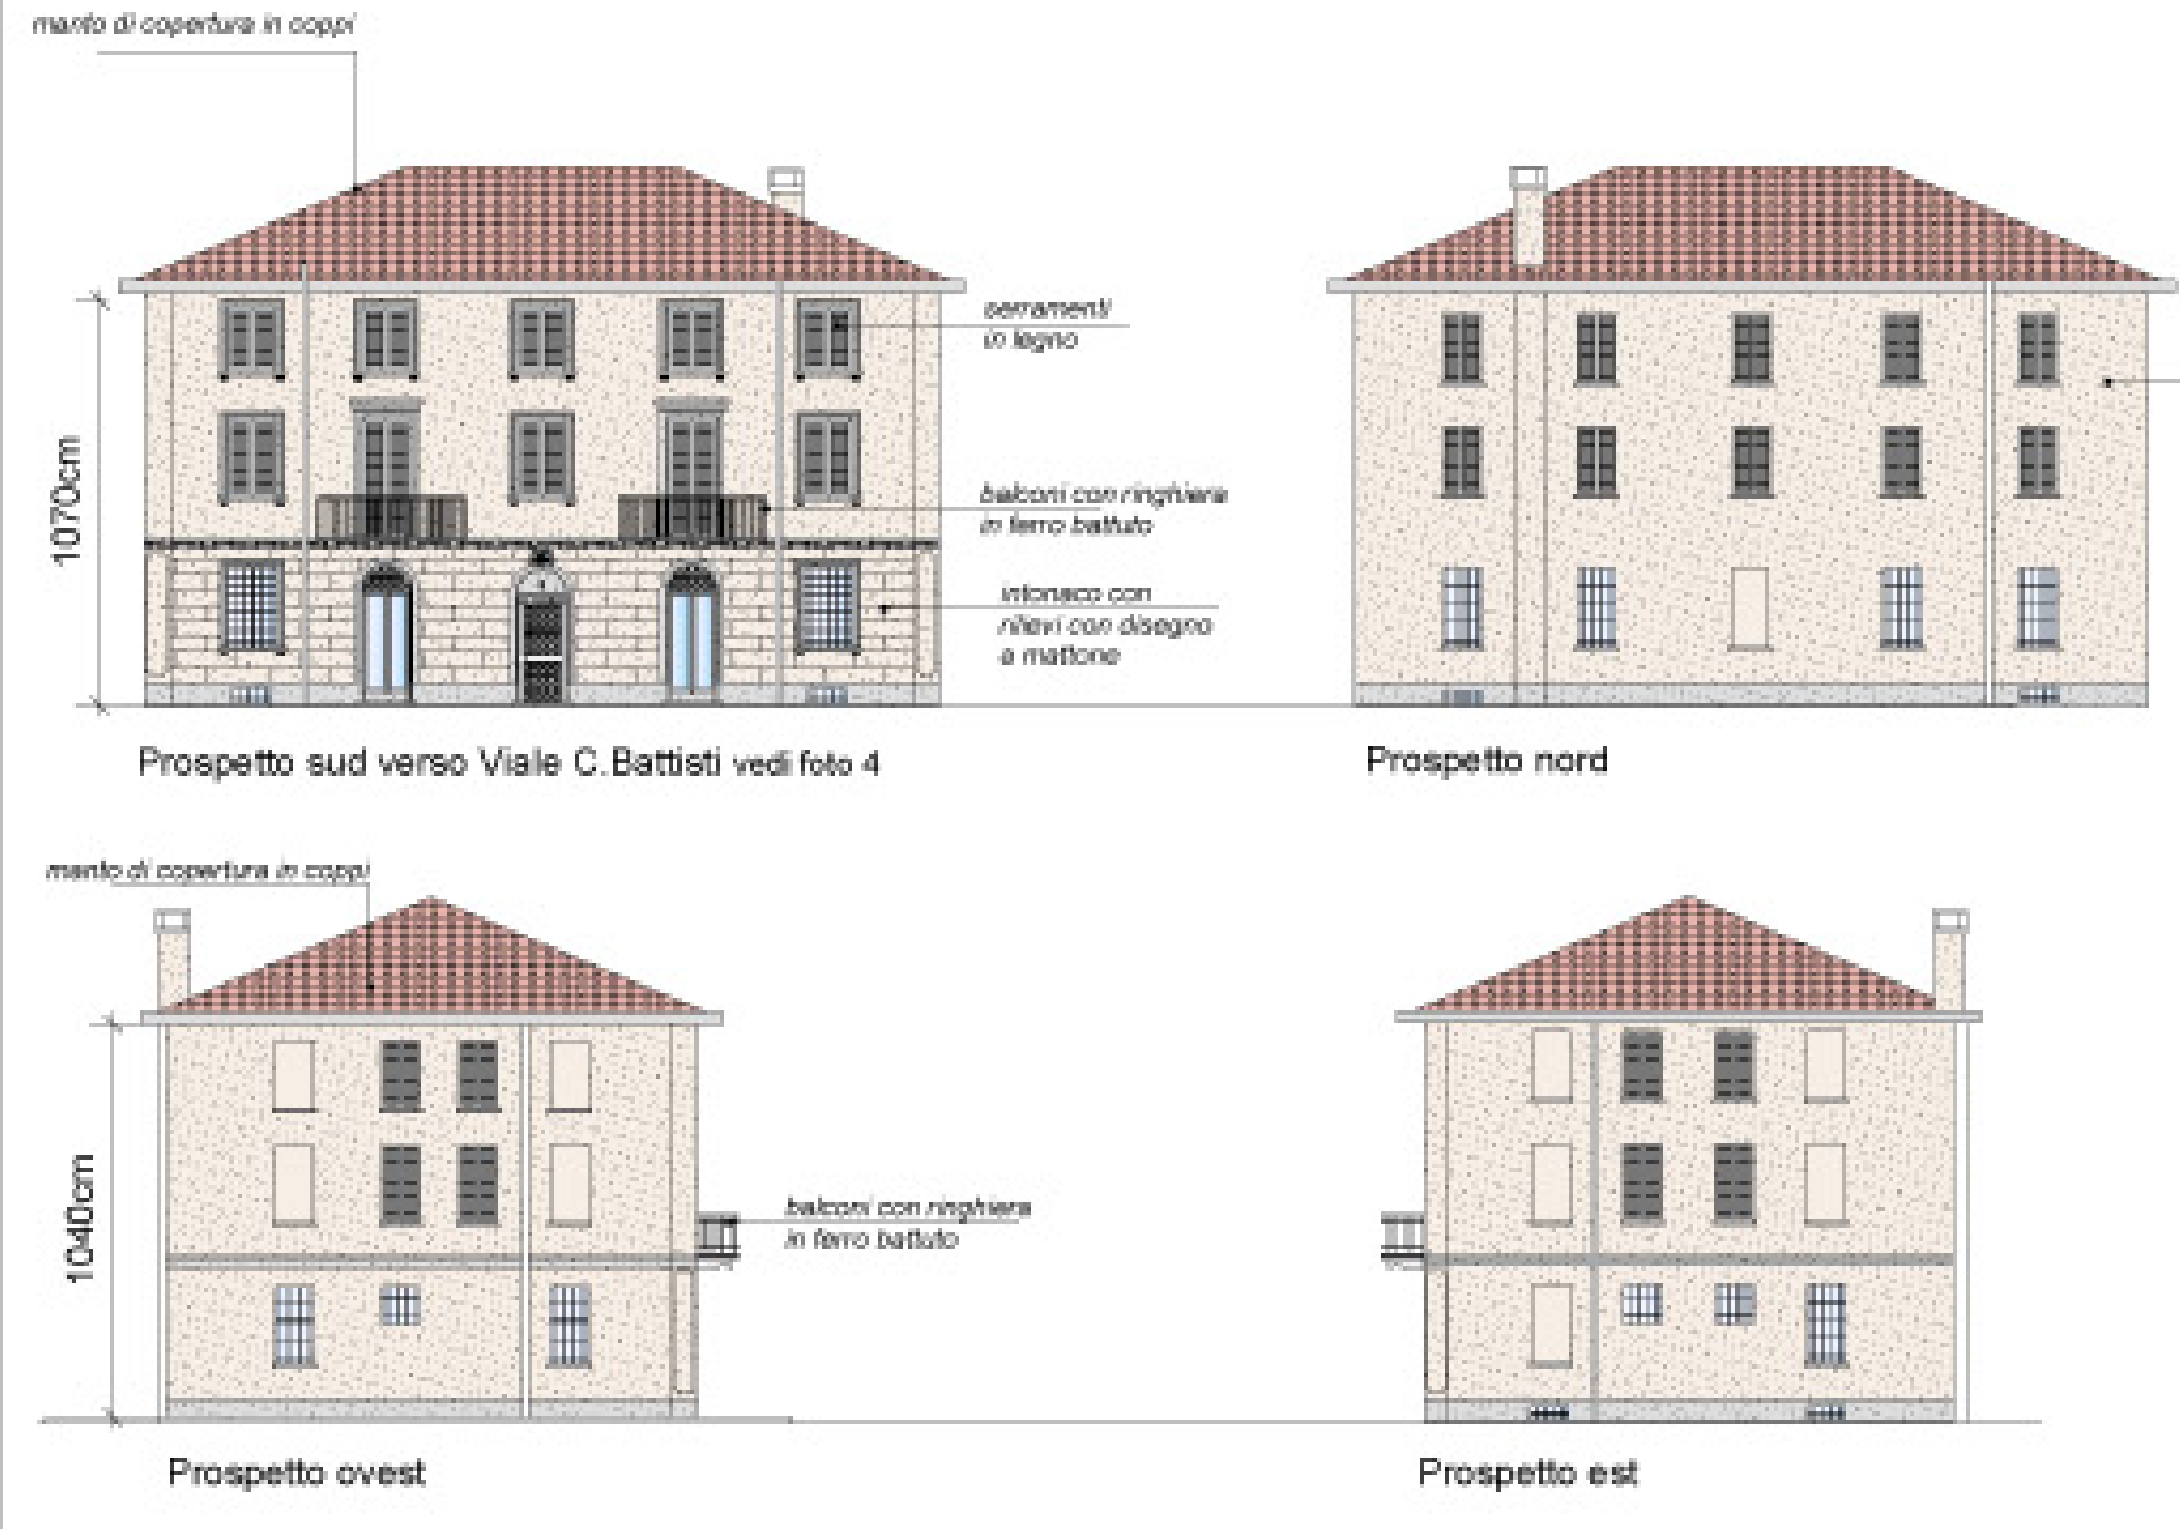 manto di copertura in coppi
serramenti
in legno
1070cm
balconi con ringhiera
in ferro battuto
intonaco con
rilievi con disegno
a mattone
Prospetto sud verso Viale C.Battisti vedi foto 4
Prospetto nord
manto di copertura in coppi
1040cm
balconi con ringhiera
in ferro battuto
Prospetto ovest
Prospetto est